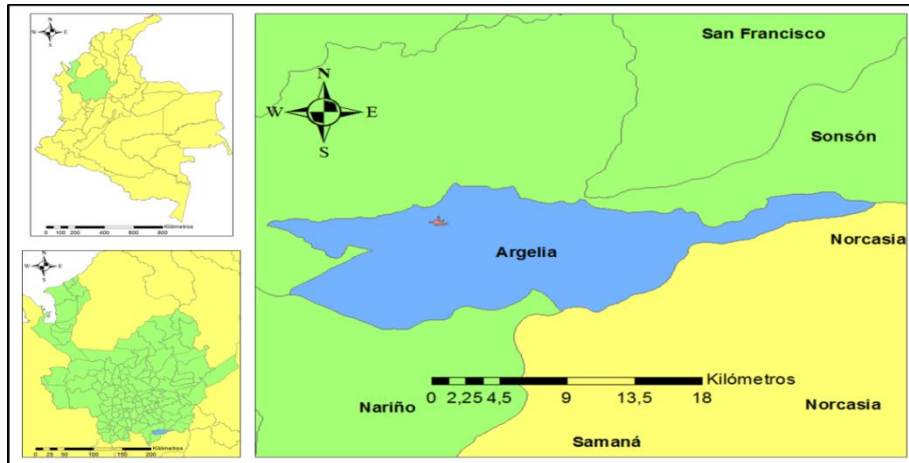 N
W E
S
Kilómetros
0 100 200 400 600 800
N
W E
S
Kilómetros
0 25 50 100 150 200
N
W E
S
San Francisco
Sonsón
Argelia
Norcasia
Kilómetros
0 2,25 4,5 9 13,5 18
Nariño
Norcasia
Samaná